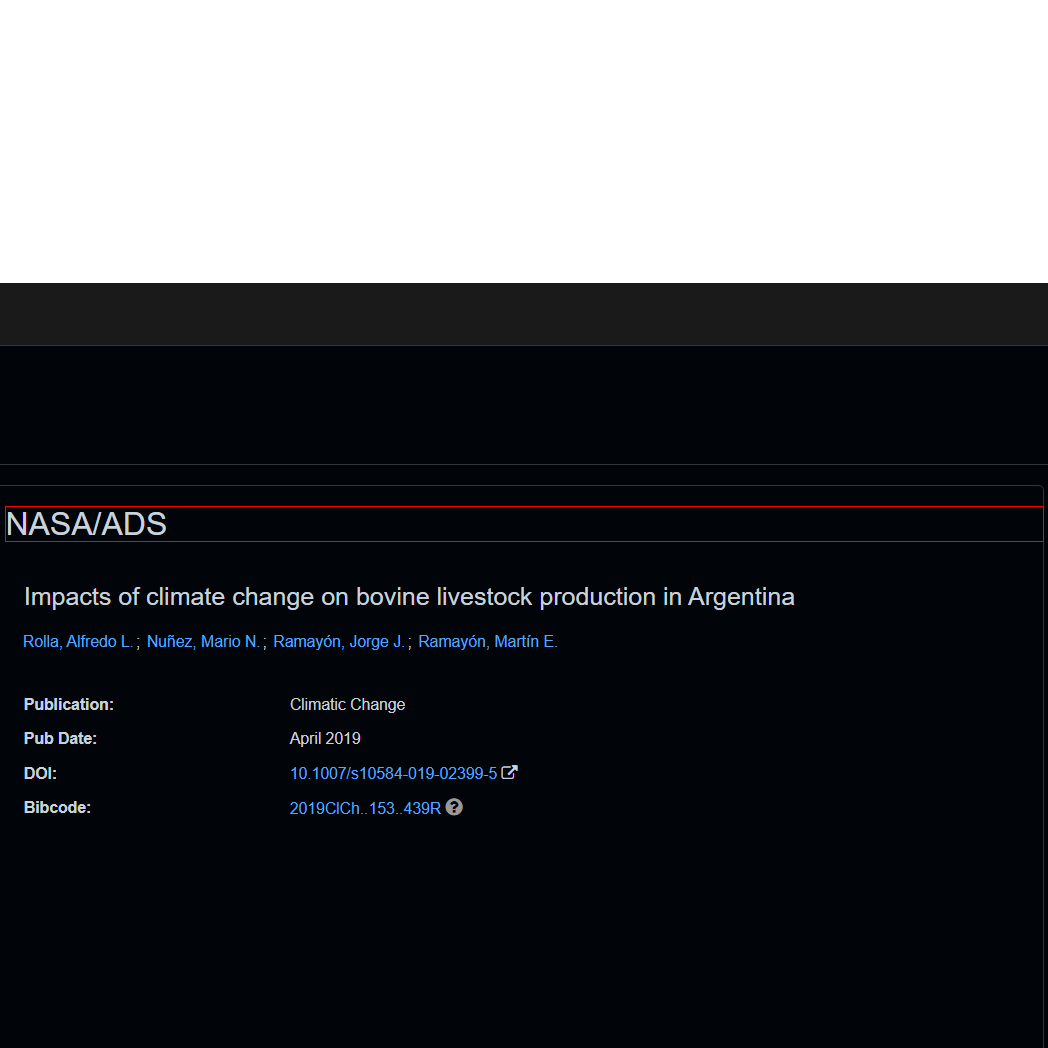 NASA/ADS
Impacts of climate change on bovine livestock production in Argentina
Rolla, Alfredo L. ; Nuñez, Mario N. ; Ramayón, Jorge J. ; Ramayón, Martín E.
Publication: Climatic Change
Pub Date: April 2019
DOI: 10.1007/s10584-019-02399-5
Bibcode: 2019ClCh..153..439R